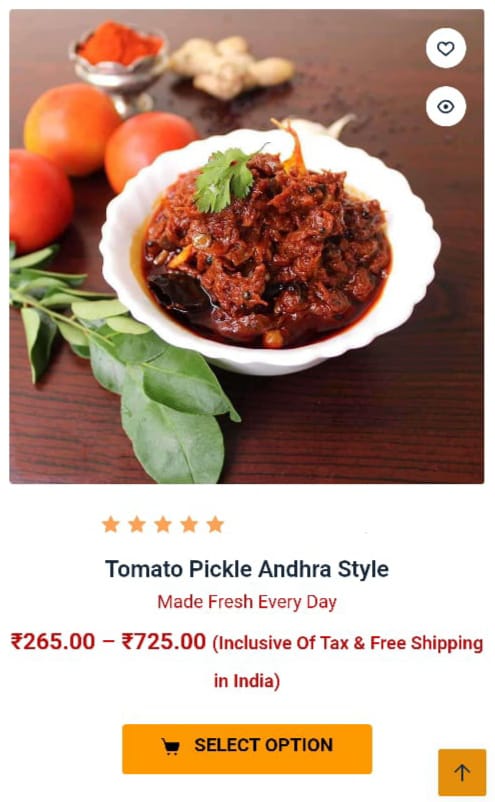 Tomato Pickle Andhra Style
Made Fresh Every Day
₹265.00 – ₹725.00 (Inclusive Of Tax & Free Shipping
in India)
SELECT OPTION